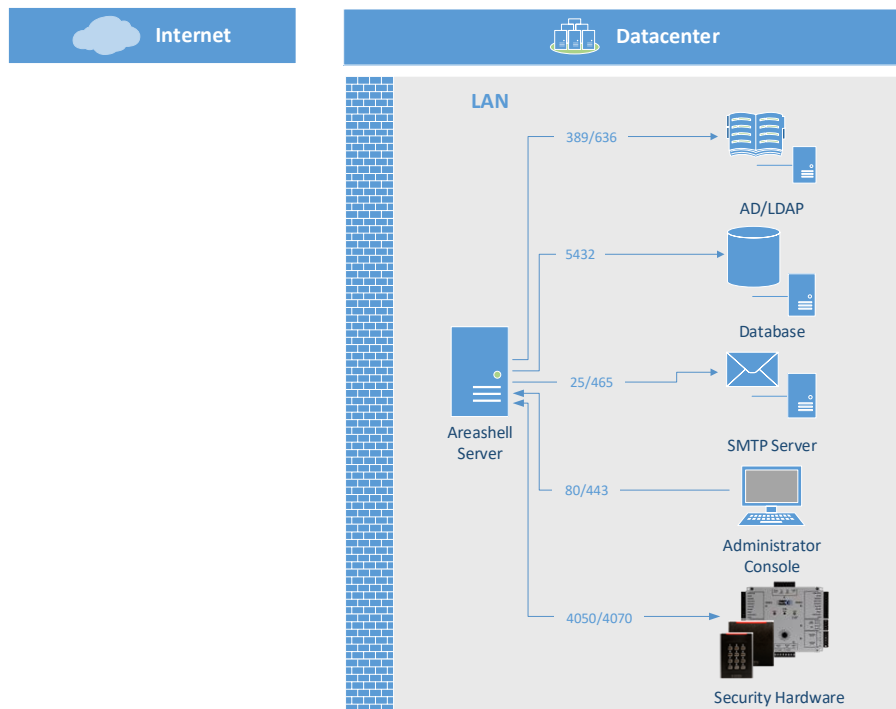 Internet
Datacenter
LAN
389/636
AD/LDAP
5432
Database
25/465
Areashell
Server
SMTP Server
80/443
Administrator
Console
4050/4070
Security Hardware